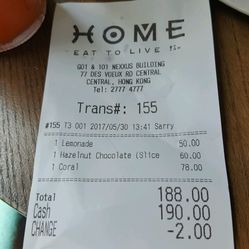 HOME
EAT TO LIVE
G01 & 101 NEXXUS BUILDING
77 DES VOEUX RD CENTRAL
CENTRAL, HONG KONG
Tel: 2777 4777
Trans#: 155
#155 T3 001 2017/05/30 13:41 Sarry
1 Lemonade 50.00
1 Hazelnut Chocolate (Slice 60.00
1 Coral 78.00
Total 188.00
Cash 190.00
CHANGE -2.00